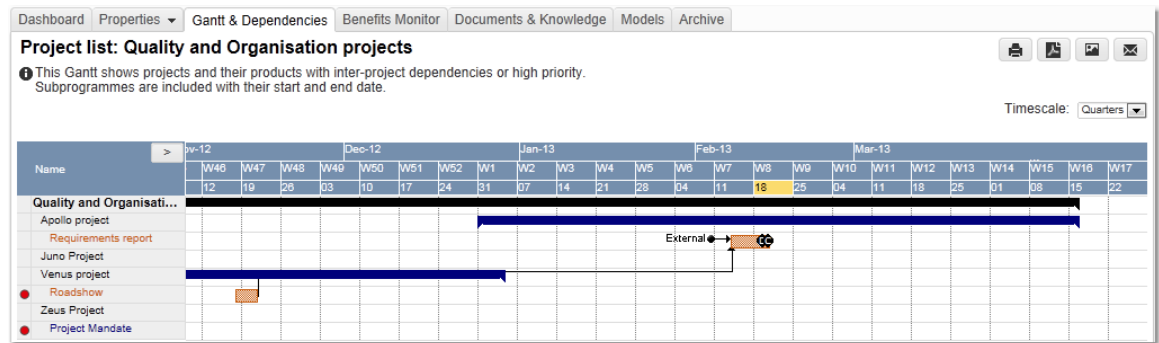 Dashboard Properties Gantt & Dependencies Benefits Monitor Documents & Knowledge Models Archive
Project list: Quality and Organisation projects
This Gantt shows projects and their products with inter-project dependencies or high priority.
Subprogrammes are included with their start and end date.
Timescale: Quarters
> ov-12 Dec-12 Jan-13 Feb-13 Mar-13
Name W46 W47 W48 W49 W50 W51 W52 W1 W2 W3 W4 W5 W6 W7 W8 W9 W10 W11 W12 W13 W14 W15 W16 W17
12 19 26 03 10 17 24 31 07 14 21 28 04 11 18 25 04 11 18 25 01 08 15 22
Quality and Organisati...
Apollo project
Requirements report External CC
Juno Project
Venus project
Roadshow
Zeus Project
Project Mandate